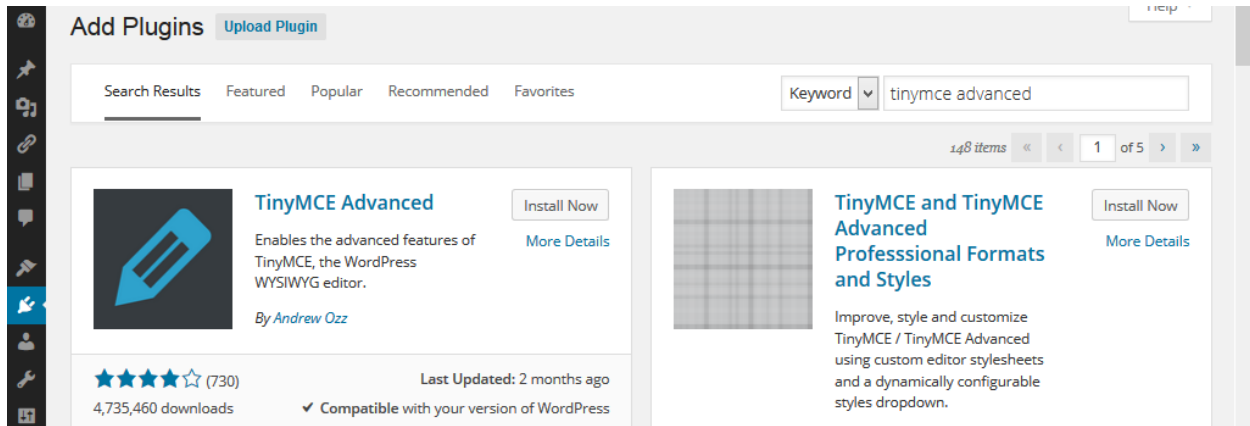 Add Plugins Upload Plugin
Help
Search Results Featured Popular Recommended Favorites Keyword tinymce advanced
148 items « ‹ 1 of 5 › »
TinyMCE Advanced
Install Now
More Details
Enables the advanced features of
TinyMCE, the WordPress
WYSIWYG editor.
By Andrew Ozz
(730)
Last Updated: 2 months ago
4,735,460 downloads
✔ Compatible with your version of WordPress
TinyMCE and TinyMCE
Advanced
Professsional Formats
and Styles
Install Now
More Details
Improve, style and customize
TinyMCE / TinyMCE Advanced
using custom editor stylesheets
and a dynamically configurable
styles dropdown.